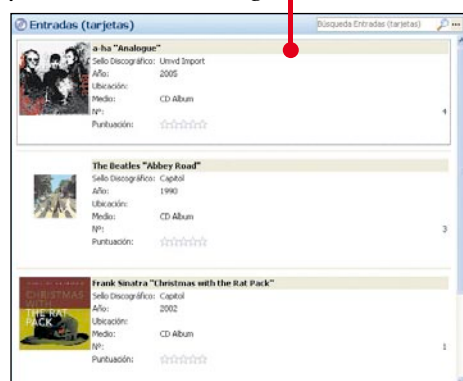 Entradas (tarjetas)
Búsqueda Entradas (tarjetas)
a-ha "Analogue"
Sello Discográfico: Umvd Import
Año: 2005
Ubicación:
Medio: CD Album
Nº: 4
Puntuación:
The Beatles "Abbey Road"
Sello Discográfico: Capitol
Año: 1990
Ubicación:
Medio: CD Album
Nº: 3
Puntuación:
Frank Sinatra "Christmas with the Rat Pack"
CHRISTMAS
WITH
THE RAT
PACK
Sello Discográfico: Capitol
Año: 2002
Ubicación:
Medio: CD Album
Nº: 1
Puntuación: